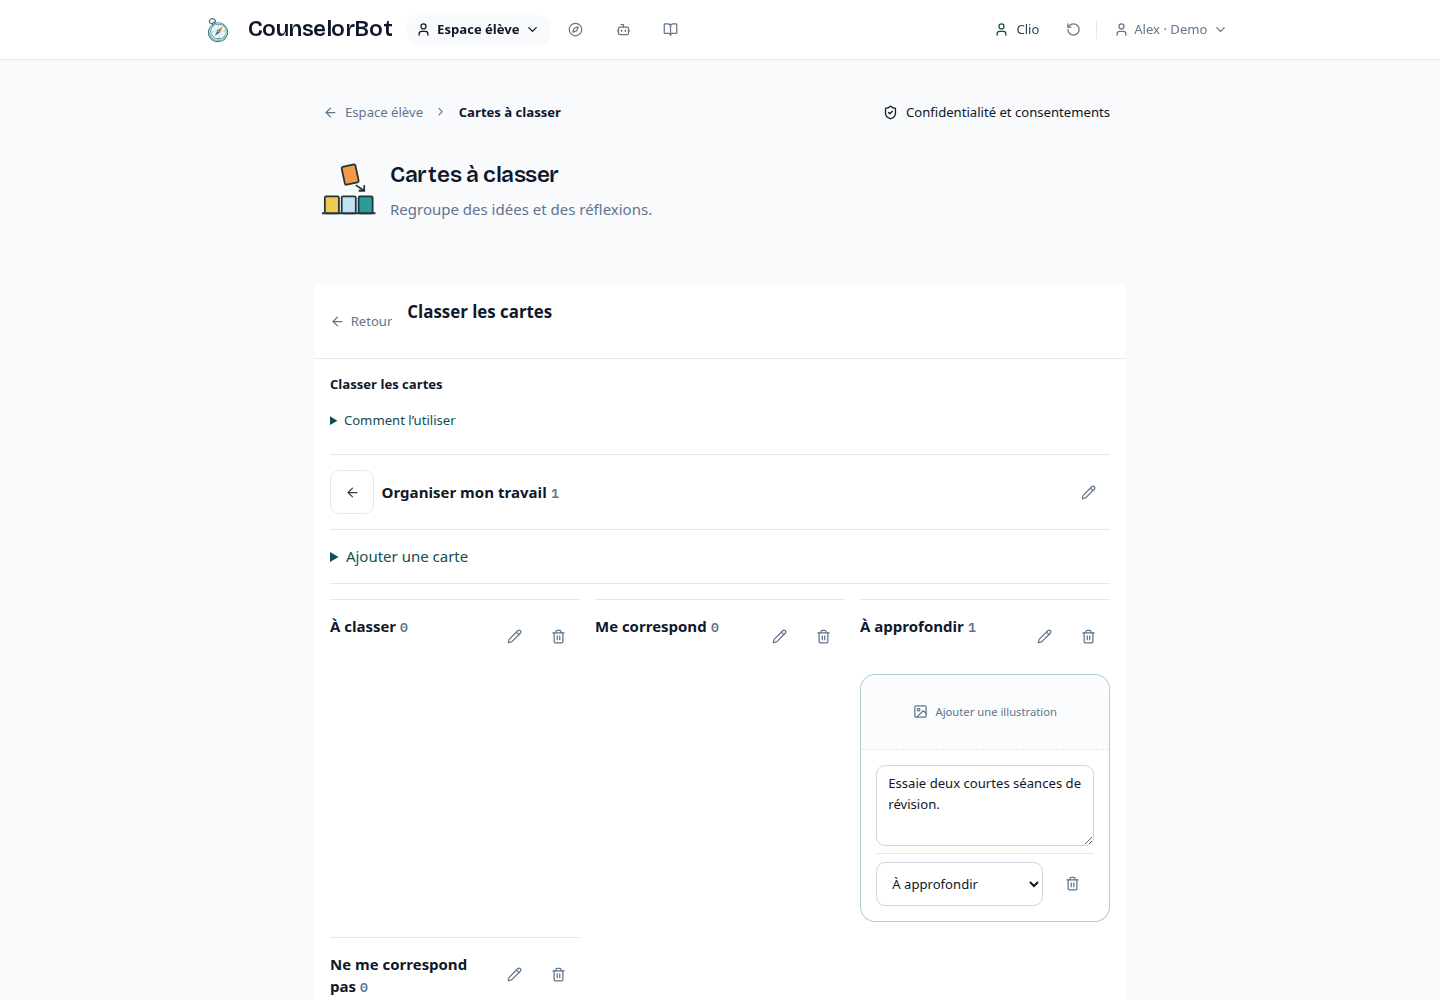 CounselorBot
Espace élève
Clio
Alex · Demo
Espace élève
Cartes à classer
Confidentialité et consentements
Cartes à classer
Regroupe des idées et des réflexions.
Retour
Classer les cartes
Classer les cartes
Comment l'utiliser
Organiser mon travail 1
Ajouter une carte
À classer 0
Me correspond 0
À approfondir 1
Ajouter une illustration
Essaie deux courtes séances de
révision.
À approfondir
Ne me correspond
pas 0